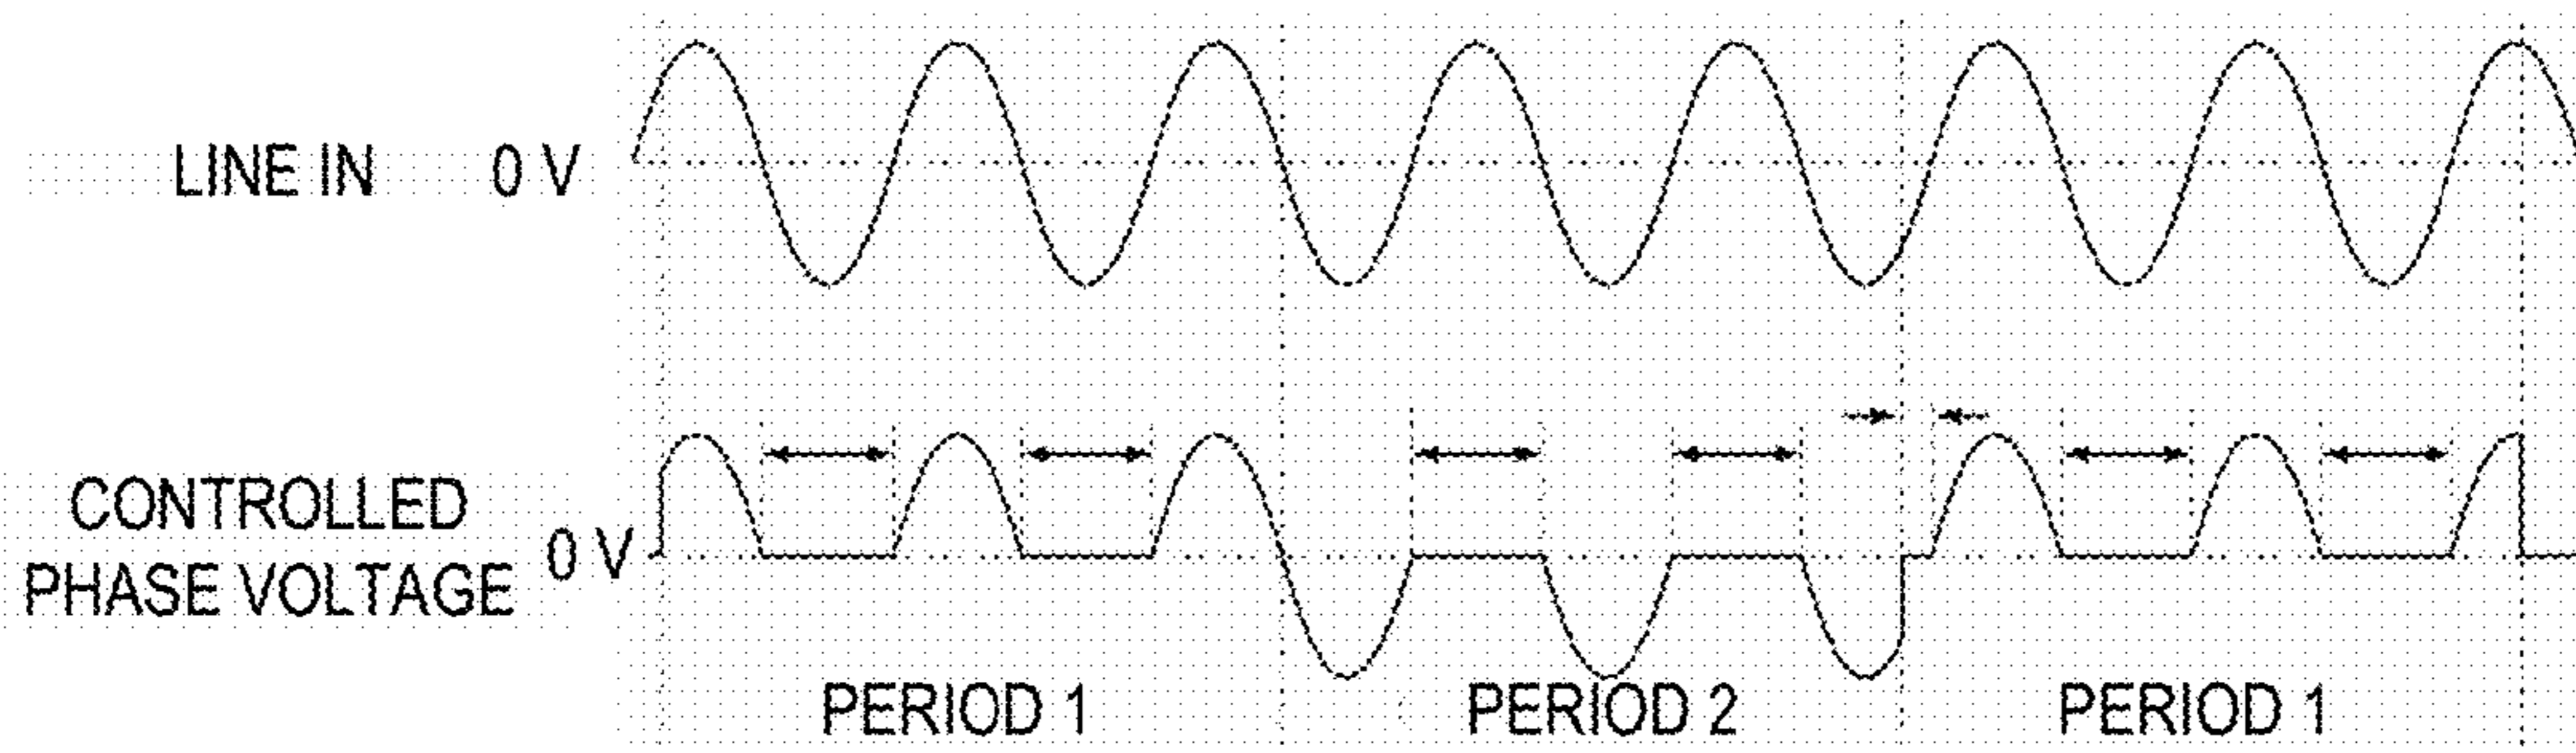 LINE IN 0 V
CONTROLLED
PHASE VOLTAGE 0 V
PERIOD 1 PERIOD 2 PERIOD 1